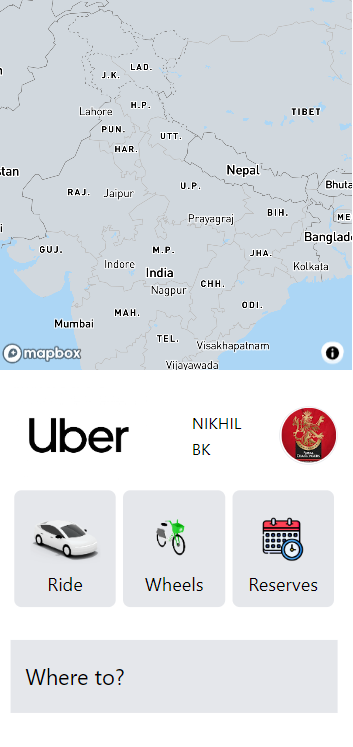 LAD.
J.K.
H.P.
Lahore
TIBET
PUN.
UTT.
HAR.
stan
Nepal
U.P.
Bhuta
RAJ.
Jaipur
BIH.
ME
Prayagraj
Banglade
GUJ.
M.P.
JHA.
Indore
Kolkata
India
CHH.
Nagpur
ODI.
MAH.
Mumbai
TEL.
Visakhapatnam
mapbox
Vijayawada
Uber
NIKHIL
BK
Ride
Wheels
Reserves
Where to?